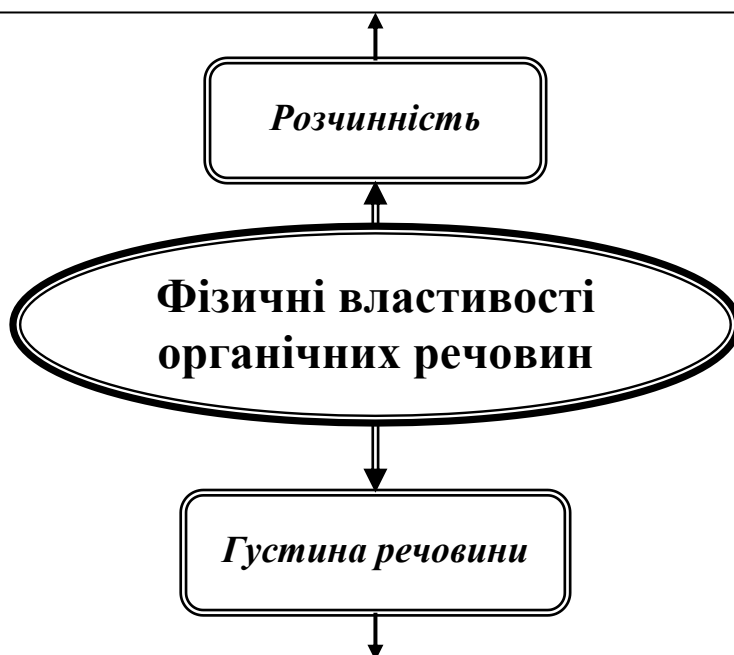 Розчинність
Фізичні властивості
органічних речовин
Густина речовини